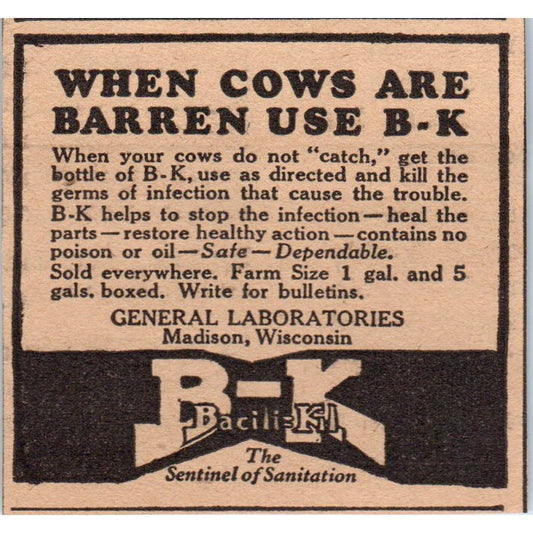 WHEN COWS ARE
BARREN USE B-K
When your cows do not "catch," get the
bottle of B-K, use as directed and kill the
germs of infection that cause the trouble.
B-K helps to stop the infection—heal the
parts—restore healthy action—contains no
poison or oil—Safe—Dependable.
Sold everywhere. Farm Size 1 gal. and 5
gals. boxed. Write for bulletins.
GENERAL LABORATORIES
Madison, Wisconsin
B-K
Bacili-Kil
The
Sentinel of Sanitation